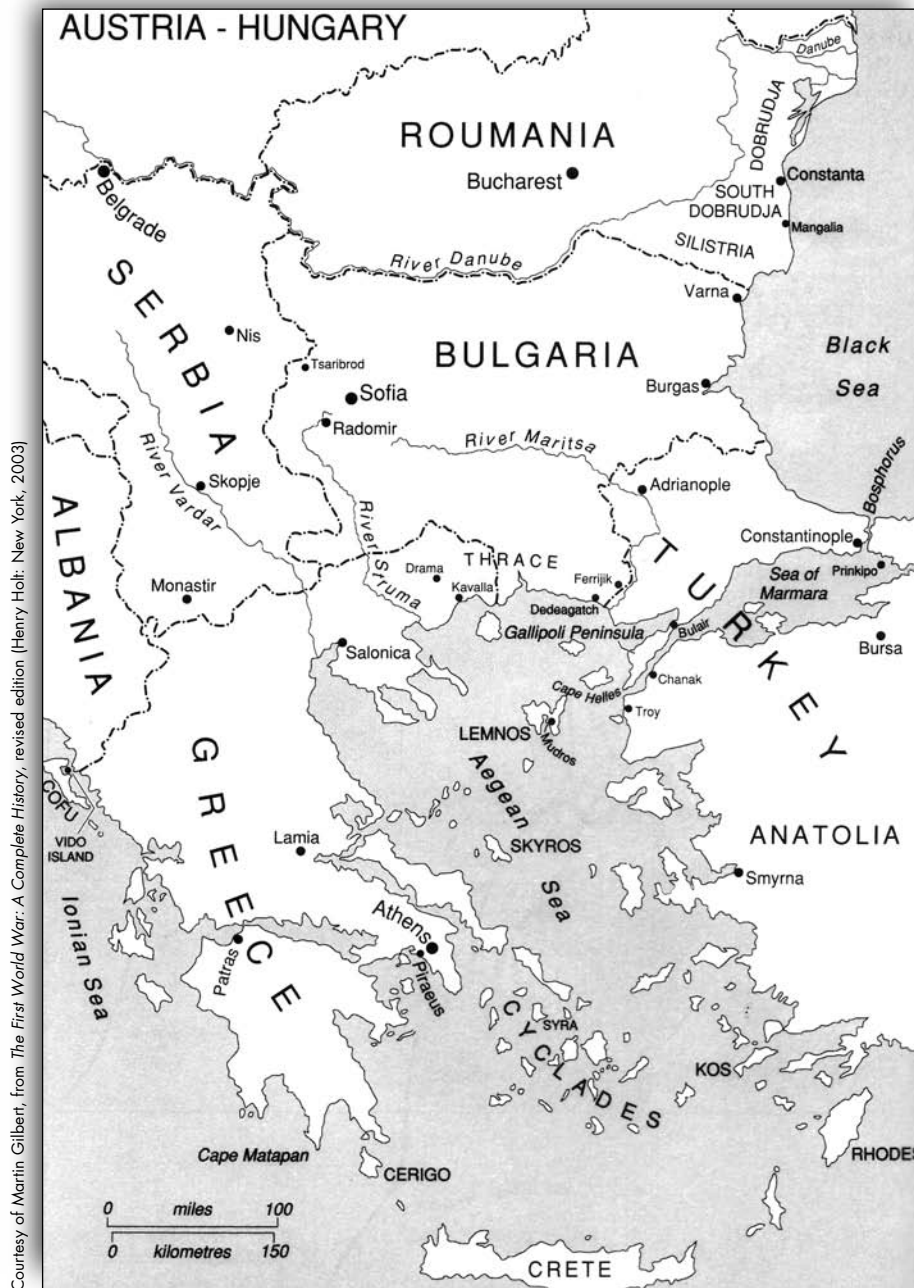 AUSTRIA - HUNGARY
Danube
DOBRUDJA
ROUMANIA
Bucharest
Constanta
SOUTH
DOBRUDJA
Mangalia
SILISTRIA
Belgrade
River Danube
Varna
SERBIA
Nis
Tsaribrod
BULGARIA
Black
Sea
Sofia
Burgas
Radomir
River Maritsa
River Vardar
Skopje
Adrianople
Bosphorus
ALBANIA
River
Sruma
THRACE
Constantinople
TURKEY
Drama
Kavalla
Ferrijik
Dedeagatch
Sea of
Marmara
Prinkipo
Monastir
Gallipoli Peninsula
Bulair
Bursa
Salonica
Cape Helles
Chanak
Troy
LEMNOS
Mudros
GREECE
Aegean
Sea
COFU
VIDO
ISLAND
Lamia
SKYROS
ANATOLIA
Smyrna
Ionian Sea
Athens
Patras
Piraeus
CYCLADES
SYRA
KOS
Cape Matapan
CERIGO
RHODES
0 miles 100
0 kilometres 150
CRETE
Courtesy of Martin Gilbert, from The First World War: A Complete History, revised edition (Henry Holt: New York, 2003)